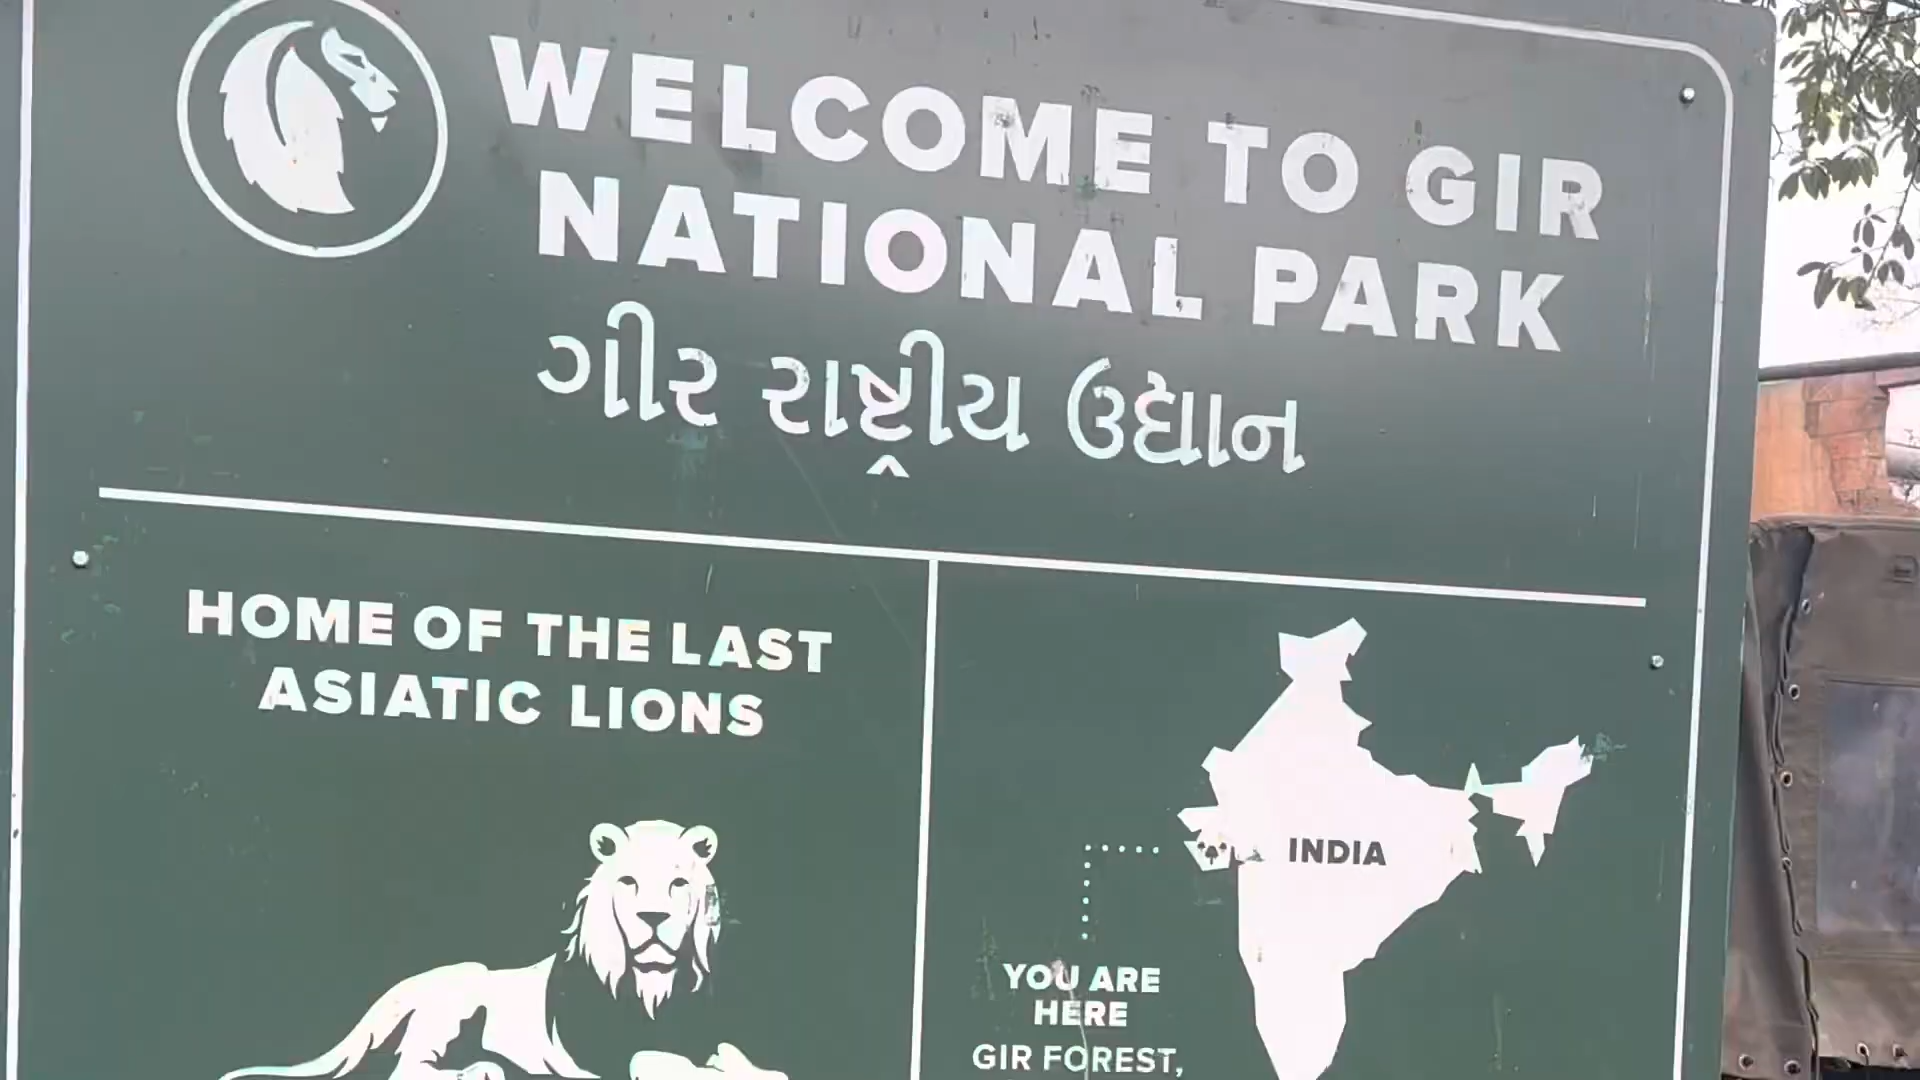 WELCOME TO GIR
NATIONAL PARK
ગીર રાષ્ટ્રીય ઉદ્યાન
HOME OF THE LAST
ASIATIC LIONS
INDIA
YOU ARE
HERE
GIR FOREST,